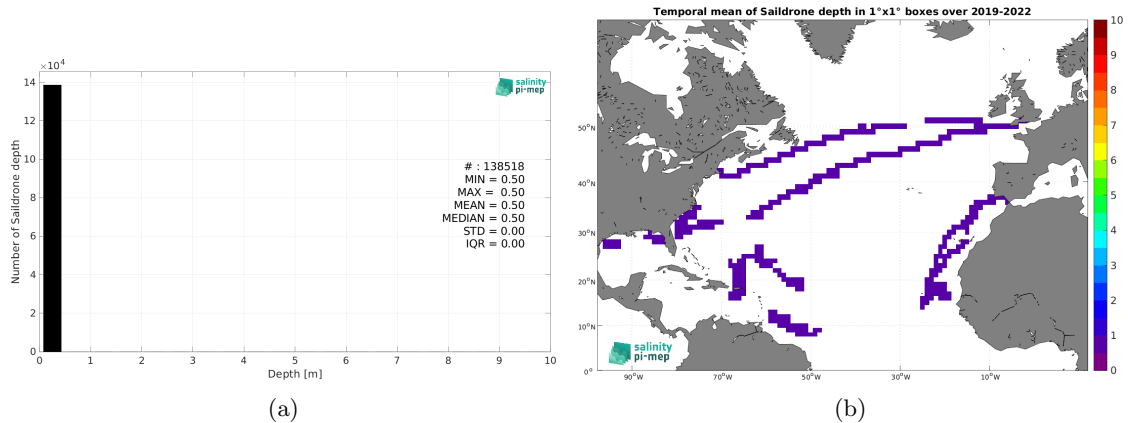 ×10⁴
14
12
10
8
6
4
2
0
Number of Saildrone depth
salinity
pi-mep
# : 138518
MIN = 0.50
MAX = 0.50
MEAN = 0.50
MEDIAN = 0.50
STD = 0.00
IQR = 0.00
0 1 2 3 4 5 6 7 8 9 10
Depth [m]
(a)
Temporal mean of Saildrone depth in 1°x1° boxes over 2019-2022
50°N
40°N
30°N
20°N
10°N
0°
90°W 70°W 50°W 30°W 10°W
salinity
pi-mep
10
9
8
7
6
5
4
3
2
1
0
(b)